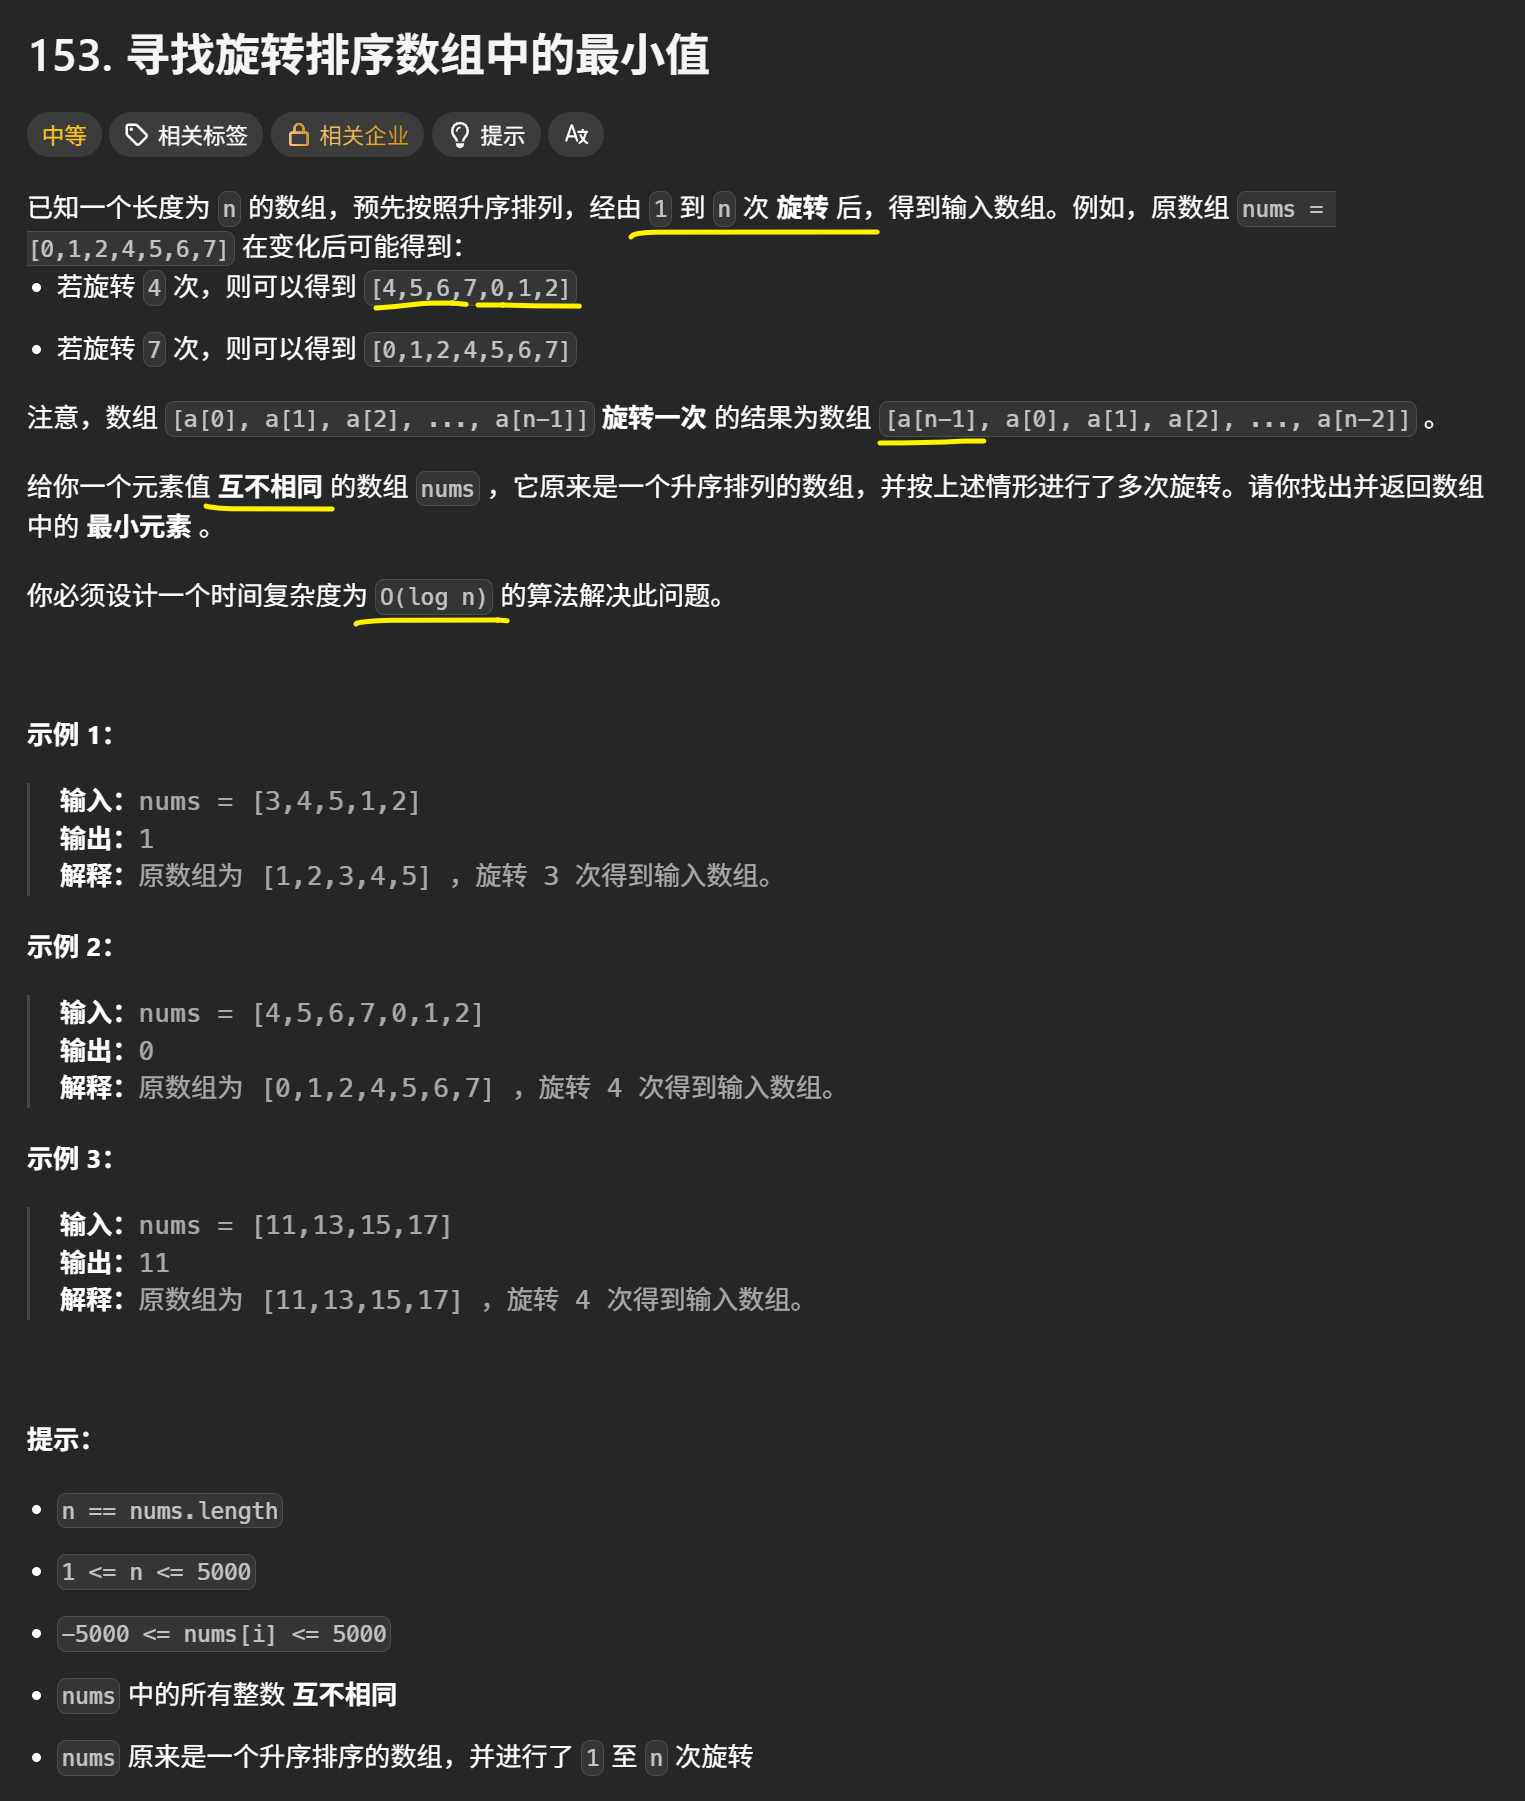 153. 寻找旋转排序数组中的最小值
中等 相关标签 相关企业 提示 Aあ
已知一个长度为 n 的数组，预先按照升序排列，经由 1 到 n 次 旋转 后，得到输入数组。例如，原数组 nums =
[0,1,2,4,5,6,7] 在变化后可能得到：
• 若旋转 4 次，则可以得到 [4,5,6,7,0,1,2]
• 若旋转 7 次，则可以得到 [0,1,2,4,5,6,7]
注意，数组 [a[0], a[1], a[2], ..., a[n-1]] 旋转一次 的结果为数组 [a[n-1], a[0], a[1], a[2], ..., a[n-2]] 。
给你一个元素值 互不相同 的数组 nums ，它原来是一个升序排列的数组，并按上述情形进行了多次旋转。请你找出并返回数组
中的 最小元素 。
你必须设计一个时间复杂度为 O(log n) 的算法解决此问题。
示例 1：
输入：nums = [3,4,5,1,2]
输出：1
解释：原数组为 [1,2,3,4,5] ，旋转 3 次得到输入数组。
示例 2：
输入：nums = [4,5,6,7,0,1,2]
输出：0
解释：原数组为 [0,1,2,4,5,6,7] ，旋转 4 次得到输入数组。
示例 3：
输入：nums = [11,13,15,17]
输出：11
解释：原数组为 [11,13,15,17] ，旋转 4 次得到输入数组。
提示：
• n == nums.length
• 1 <= n <= 5000
• -5000 <= nums[i] <= 5000
• nums 中的所有整数 互不相同
• nums 原来是一个升序排序的数组，并进行了 1 至 n 次旋转